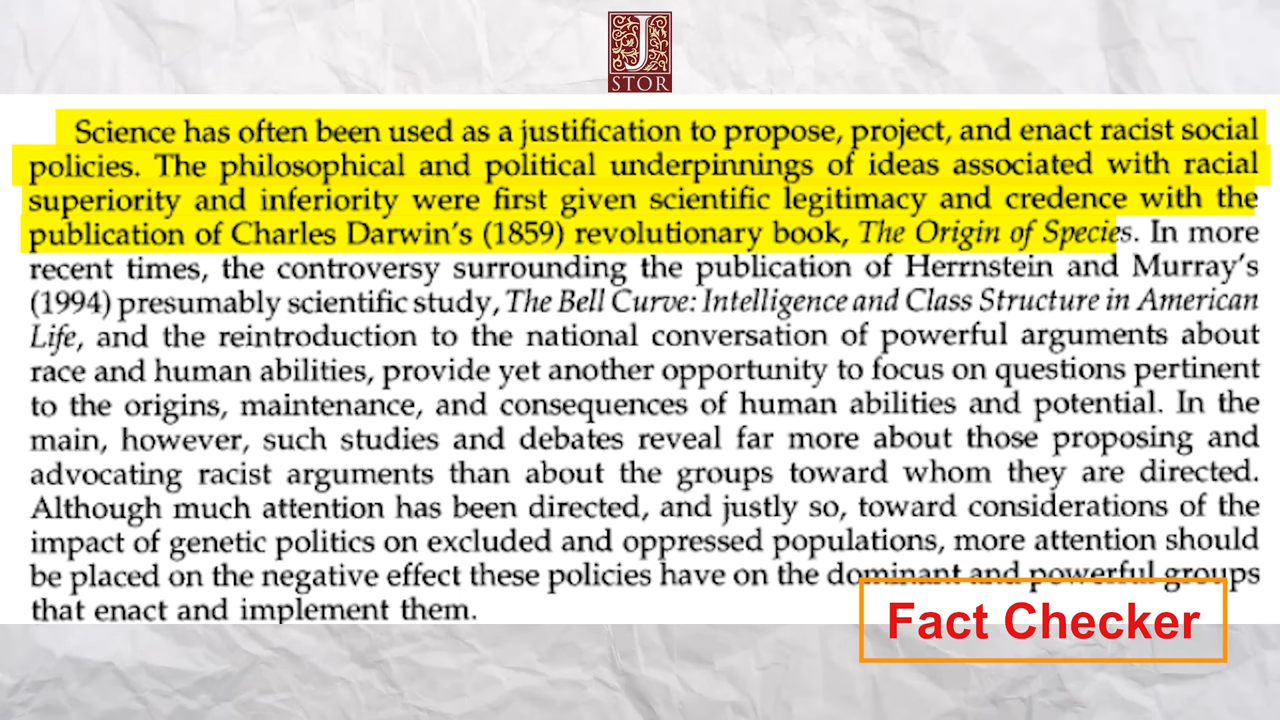 J
STOR
Science has often been used as a justification to propose, project, and enact racist social
policies. The philosophical and political underpinnings of ideas associated with racial
superiority and inferiority were first given scientific legitimacy and credence with the
publication of Charles Darwin's (1859) revolutionary book, The Origin of Species. In more
recent times, the controversy surrounding the publication of Herrnstein and Murray's
(1994) presumably scientific study, The Bell Curve: Intelligence and Class Structure in American
Life, and the reintroduction to the national conversation of powerful arguments about
race and human abilities, provide yet another opportunity to focus on questions pertinent
to the origins, maintenance, and consequences of human abilities and potential. In the
main, however, such studies and debates reveal far more about those proposing and
advocating racist arguments than about the groups toward whom they are directed.
Although much attention has been directed, and justly so, toward considerations of the
impact of genetic politics on excluded and oppressed populations, more attention should
be placed on the negative effect these policies have on the dominant and powerful groups
that enact and implement them.
Fact Checker